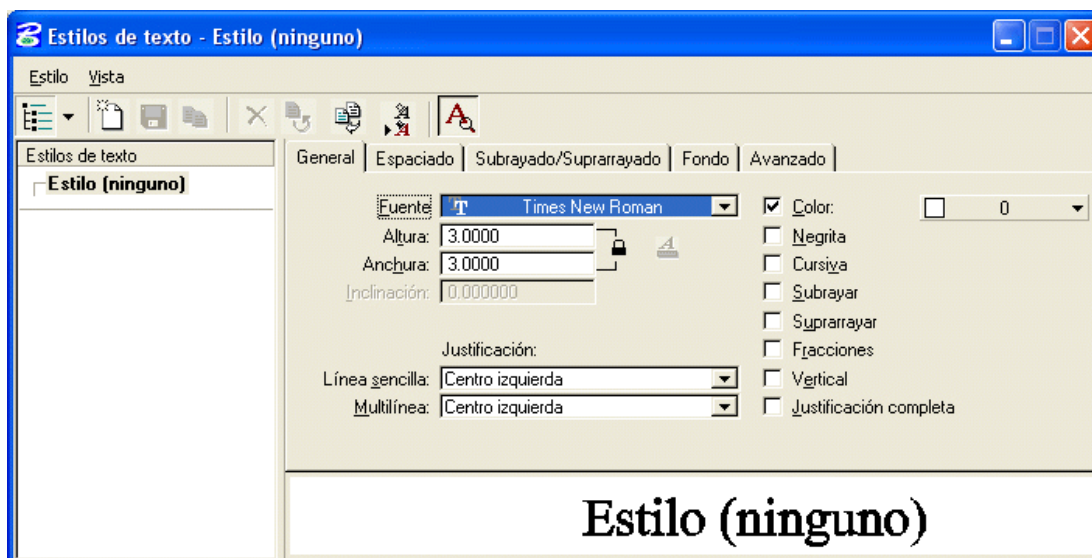 Estilos de texto - Estilo (ninguno)
Estilo Vista
Estilos de texto
Estilo (ninguno)
General Espaciado Subrayado/Suprarrayado Fondo Avanzado
Fuente Times New Roman
Altura: 3.0000
Anchura: 3.0000
Inclinación: 0.000000
Justificación:
Línea sencilla: Centro izquierda
Multilínea: Centro izquierda
Color: 0
Negrita
Cursiva
Subrayar
Suprarrayar
Fracciones
Vertical
Justificación completa
Estilo (ninguno)